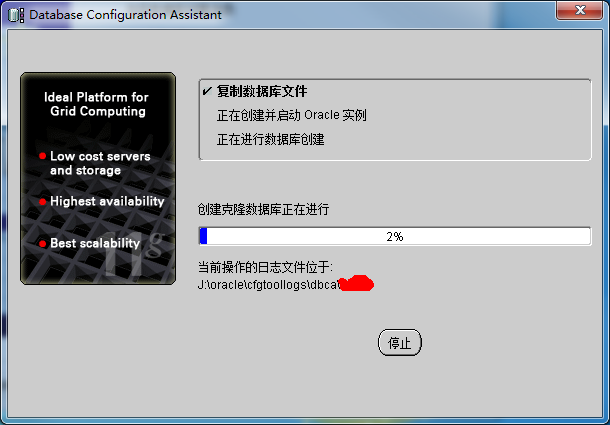 Database Configuration Assistant
Ideal Platform for
Grid Computing
Low cost servers
and storage
Highest availability
Best scalability
11g
复制数据库文件
正在创建并启动 Oracle 实例
正在进行数据库创建
创建克隆数据库正在进行
2%
当前操作的日志文件位于:
J:\oracle\cfgtoollogs\dbca\
停止